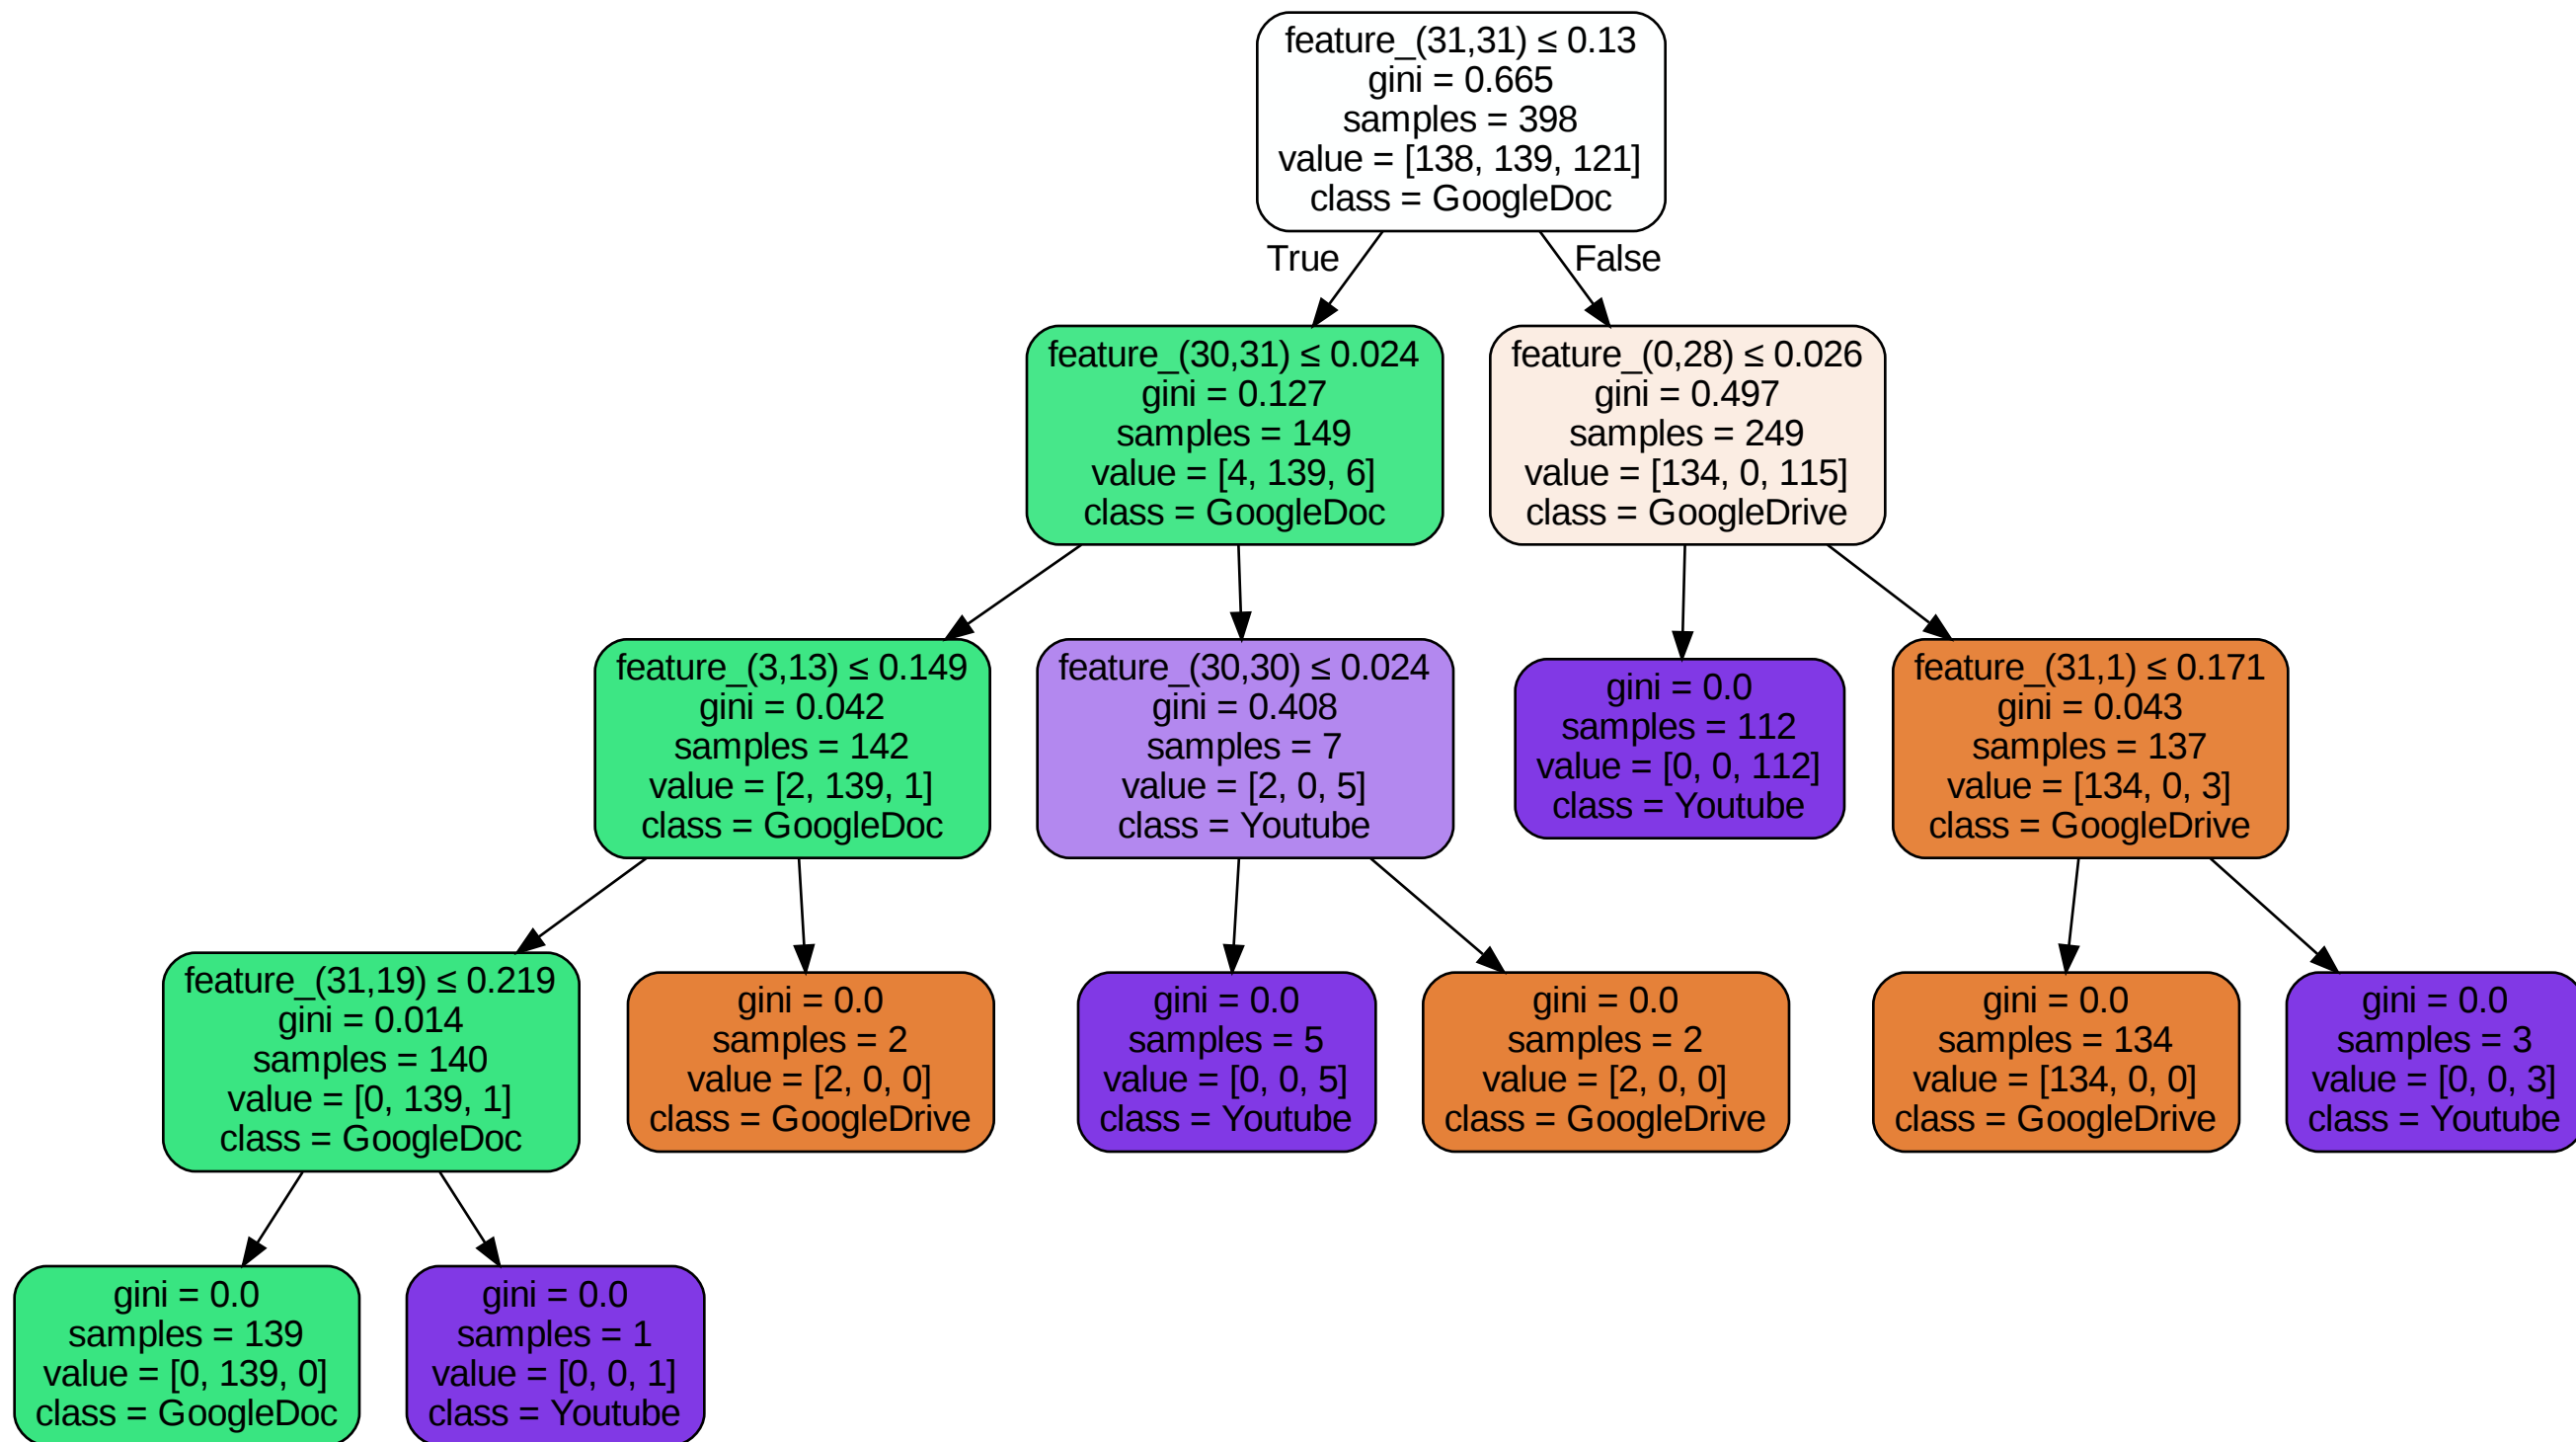 feature_(31,31) ≤ 0.13
gini = 0.665
samples = 398
value = [138, 139, 121]
class = GoogleDoc
True
False
feature_(30,31) ≤ 0.024
gini = 0.127
samples = 149
value = [4, 139, 6]
class = GoogleDoc
feature_(0,28) ≤ 0.026
gini = 0.497
samples = 249
value = [134, 0, 115]
class = GoogleDrive
feature_(3,13) ≤ 0.149
gini = 0.042
samples = 142
value = [2, 139, 1]
class = GoogleDoc
feature_(30,30) ≤ 0.024
gini = 0.408
samples = 7
value = [2, 0, 5]
class = Youtube
gini = 0.0
samples = 112
value = [0, 0, 112]
class = Youtube
feature_(31,1) ≤ 0.171
gini = 0.043
samples = 137
value = [134, 0, 3]
class = GoogleDrive
feature_(31,19) ≤ 0.219
gini = 0.014
samples = 140
value = [0, 139, 1]
class = GoogleDoc
gini = 0.0
samples = 2
value = [2, 0, 0]
class = GoogleDrive
gini = 0.0
samples = 5
value = [0, 0, 5]
class = Youtube
gini = 0.0
samples = 2
value = [2, 0, 0]
class = GoogleDrive
gini = 0.0
samples = 134
value = [134, 0, 0]
class = GoogleDrive
gini = 0.0
samples = 3
value = [0, 0, 3]
class = Youtube
gini = 0.0
samples = 139
value = [0, 139, 0]
class = GoogleDoc
gini = 0.0
samples = 1
value = [0, 0, 1]
class = Youtube